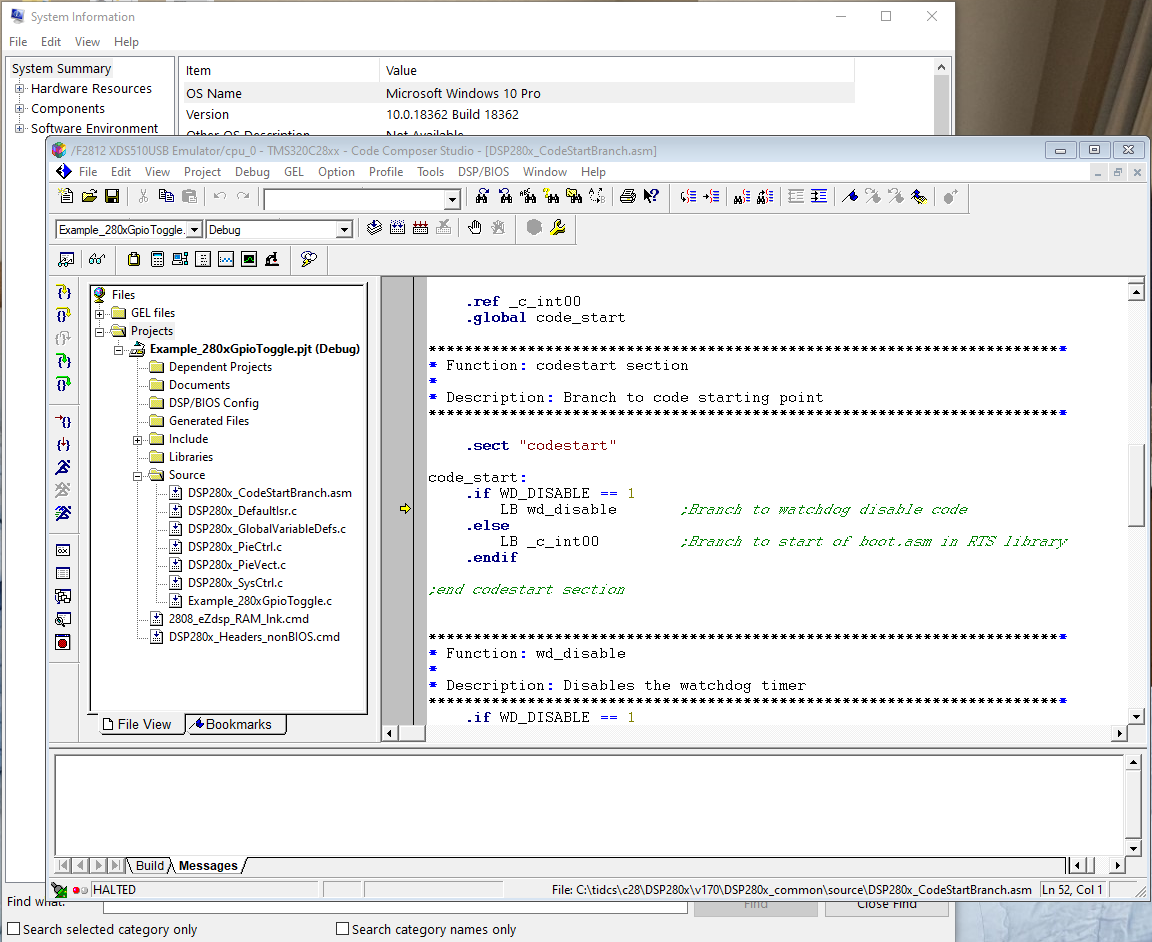 System Information
File Edit View Help
System Summary
Hardware Resources
Components
Software Environment
Item Value
OS Name Microsoft Windows 10 Pro
Version 10.0.18362 Build 18362
Other OS Description Not Available
/F2812 XDS510USB Emulator/cpu_0 - TMS320C28xx - Code Composer Studio - [DSP280x_CodeStartBranch.asm]
File Edit View Project Debug GEL Option Profile Tools DSP/BIOS Window Help
Example_280xGpioToggle. Debug
Files
GEL files
Projects
Example_280xGpioToggle.pjt (Debug)
Dependent Projects
Documents
DSP/BIOS Config
Generated Files
Include
Libraries
Source
DSP280x_CodeStartBranch.asm
DSP280x_DefaultIsr.c
DSP280x_GlobalVariableDefs.c
DSP280x_PieCtrl.c
DSP280x_PieVect.c
DSP280x_SysCtrl.c
Example_280xGpioToggle.c
2808_eZdsp_RAM_lnk.cmd
DSP280x_Headers_nonBIOS.cmd
File View Bookmarks
.ref _c_int00
.global code_start
***************************************************************************
* Function: codestart section
*
* Description: Branch to code starting point
***************************************************************************
.sect "codestart"
code_start:
.if WD_DISABLE == 1
LB wd_disable ;Branch to watchdog disable code
.else
LB _c_int00 ;Branch to start of boot.asm in RTS library
.endif
;end codestart section
***************************************************************************
* Function: wd_disable
*
* Description: Disables the watchdog timer
***************************************************************************
.if WD_DISABLE == 1
Build Messages
HALTED File: C:\tidcs\c28\DSP280x\v170\DSP280x_common\source\DSP280x_CodeStartBranch.asm Ln 52, Col 1
Find what: Find Close Find
Search selected category only Search category names only